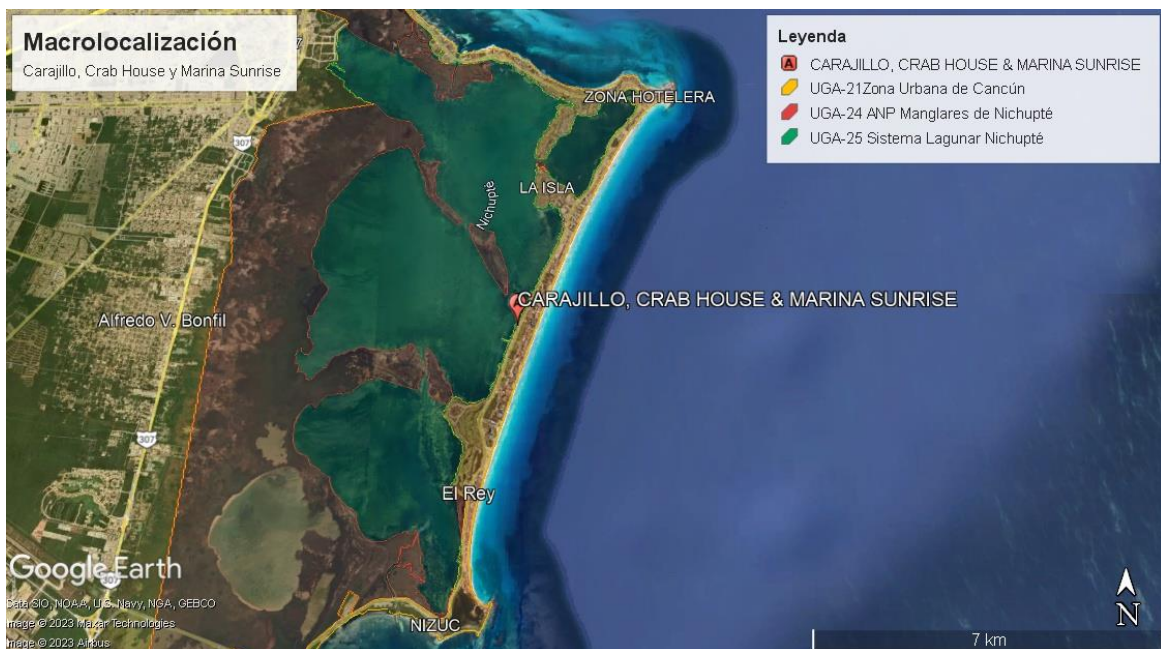 Macrolocalización
Carajillo, Crab House y Marina Sunrise
Leyenda
A CARAJILLO, CRAB HOUSE & MARINA SUNRISE
UGA-21Zona Urbana de Cancún
UGA-24 ANP Manglares de Nichupté
UGA-25 Sistema Lagunar Nichupté
ZONA HOTELERA
307
LA ISLA
Nichupté
CARAJILLO, CRAB HOUSE & MARINA SUNRISE
Alfredo V. Bonfil
307
El Rey
Google Earth
Data SIO, NOAA, U.S. Navy, NGA, GEBCO
Image © 2023 Maxar Technologies
Image © 2023 Airbus
NIZUC
N
7 km